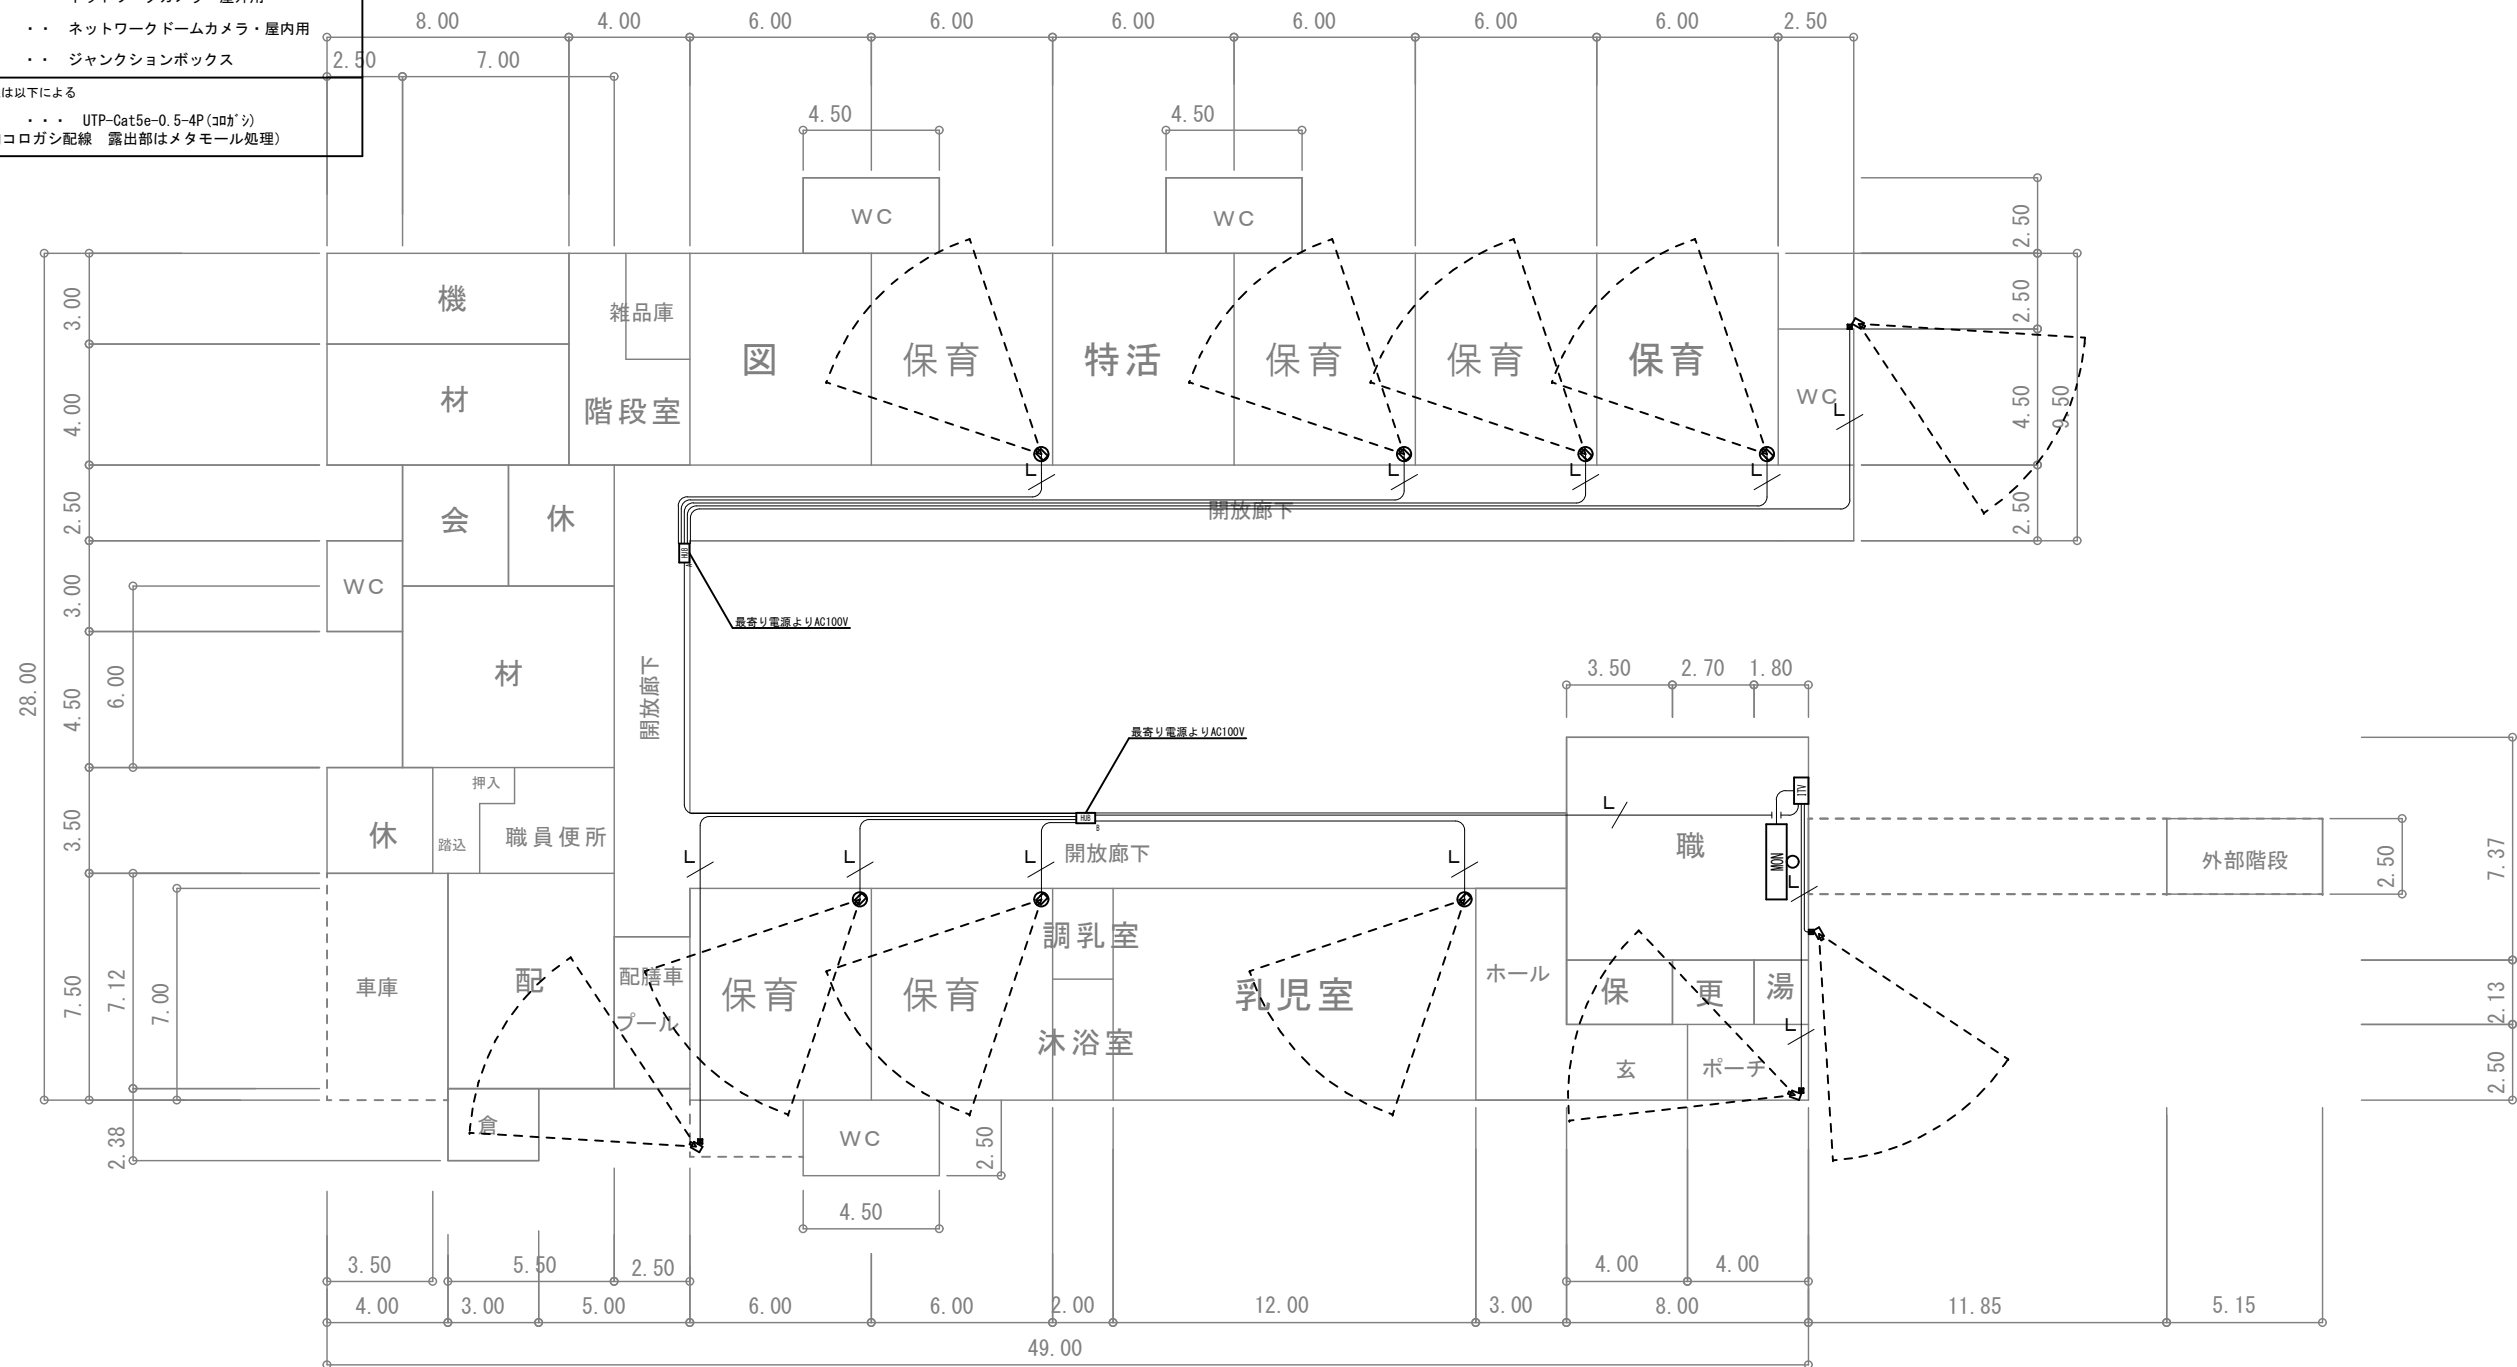 ・・ ネットワークドームカメラ・屋内用
・・ ジャンクションボックス
は以下による
・・・ UTP-Cat5e-0.5-4P(ｺﾛｶﾞｼ)
コロガシ配線 露出部はメタモール処理)
8.00 4.00 6.00 6.00 6.00 6.00 6.00 6.00 2.50
2.50 7.00
4.50 4.50
WC WC
2.50
機 雑品庫
3.00 2.50
図 保育 特活 保育 保育 保育
材 階段室 WC
4.00 4.50 9.50
L L L L L
会 休 開放廊下
2.50 2.50
HUB
A
WC
3.00
最寄り電源よりAC100V
材 開放廊下
28.00 4.50 6.00
3.50 2.70 1.80
最寄り電源よりAC100V
押入
ITV
L
HUB
B
休 踏込 職員便所 開放廊下 職 MON 外部階段
3.50 2.50 7.37
L L L L L
調乳室
車庫 配 配膳車 保育 保育 乳児室 ホール 保 更 湯
7.50 7.12 7.00 2.13
プール 沐浴室 L
玄 ポーチ
2.50
倉 WC
2.38 2.50
4.50
3.50 5.50 2.50 4.00 4.00
4.00 3.00 5.00 6.00 6.00 2.00 12.00 3.00 8.00 11.85 5.15
49.00